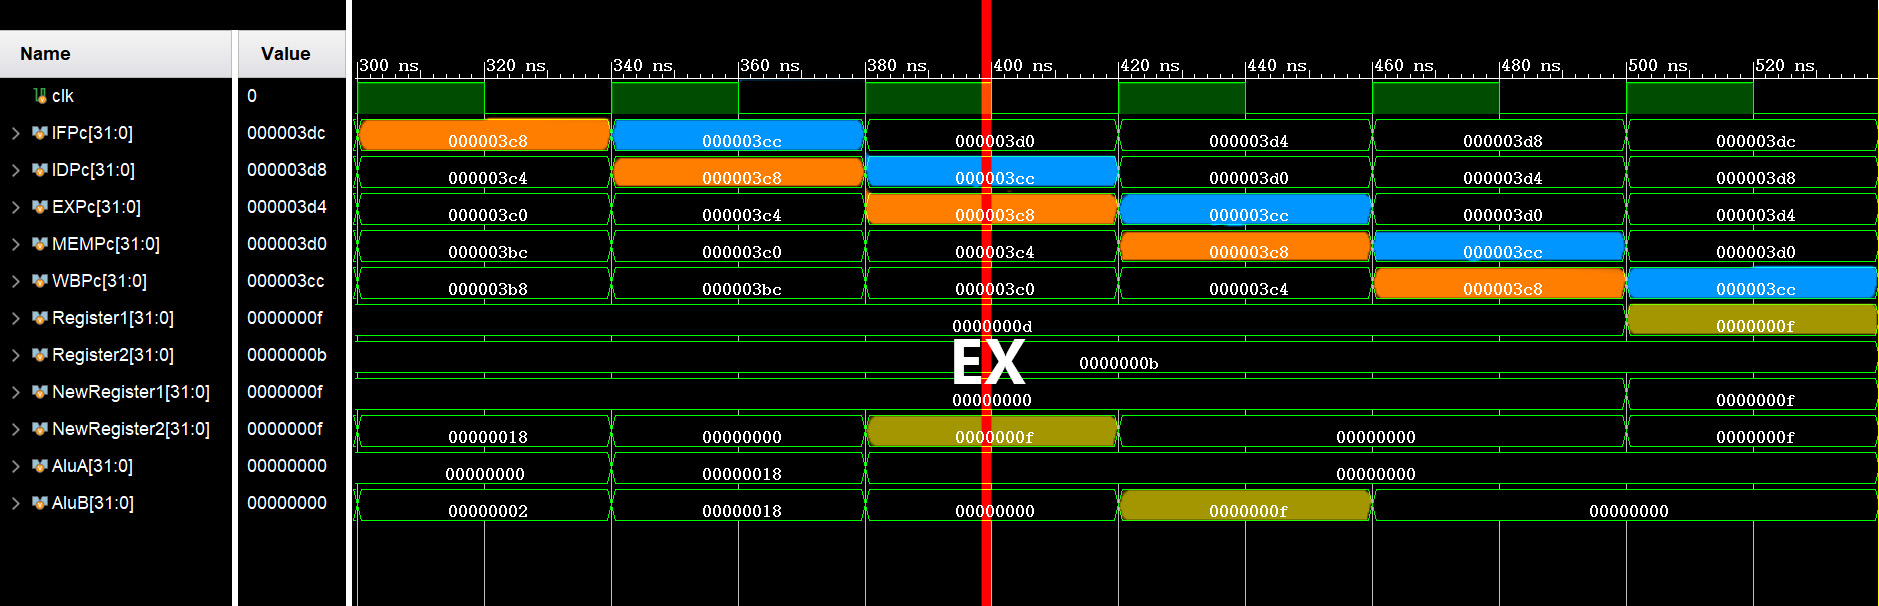 Name Value
300 ns 320 ns 340 ns 360 ns 380 ns 400 ns 420 ns 440 ns 460 ns 480 ns 500 ns 520 ns
clk 0
IFPc[31:0] 000003dc 000003c8 000003cc 000003d0 000003d4 000003d8 000003dc
IDPc[31:0] 000003d8 000003c4 000003c8 000003cc 000003d0 000003d4 000003d8
EXPc[31:0] 000003d4 000003c0 000003c4 000003c8 000003cc 000003d0 000003d4
MEMPc[31:0] 000003d0 000003bc 000003c0 000003c4 000003c8 000003cc 000003d0
WBPc[31:0] 000003cc 000003b8 000003bc 000003c0 000003c4 000003c8 000003cc
Register1[31:0] 0000000f 0000000d 0000000f
Register2[31:0] 0000000b 0000000b
EX
NewRegister1[31:0] 0000000f 00000000 0000000f
NewRegister2[31:0] 0000000f 00000018 00000000 0000000f 00000000 0000000f
AluA[31:0] 00000000 00000000 00000018 00000000
AluB[31:0] 00000000 00000002 00000018 00000000 0000000f 00000000